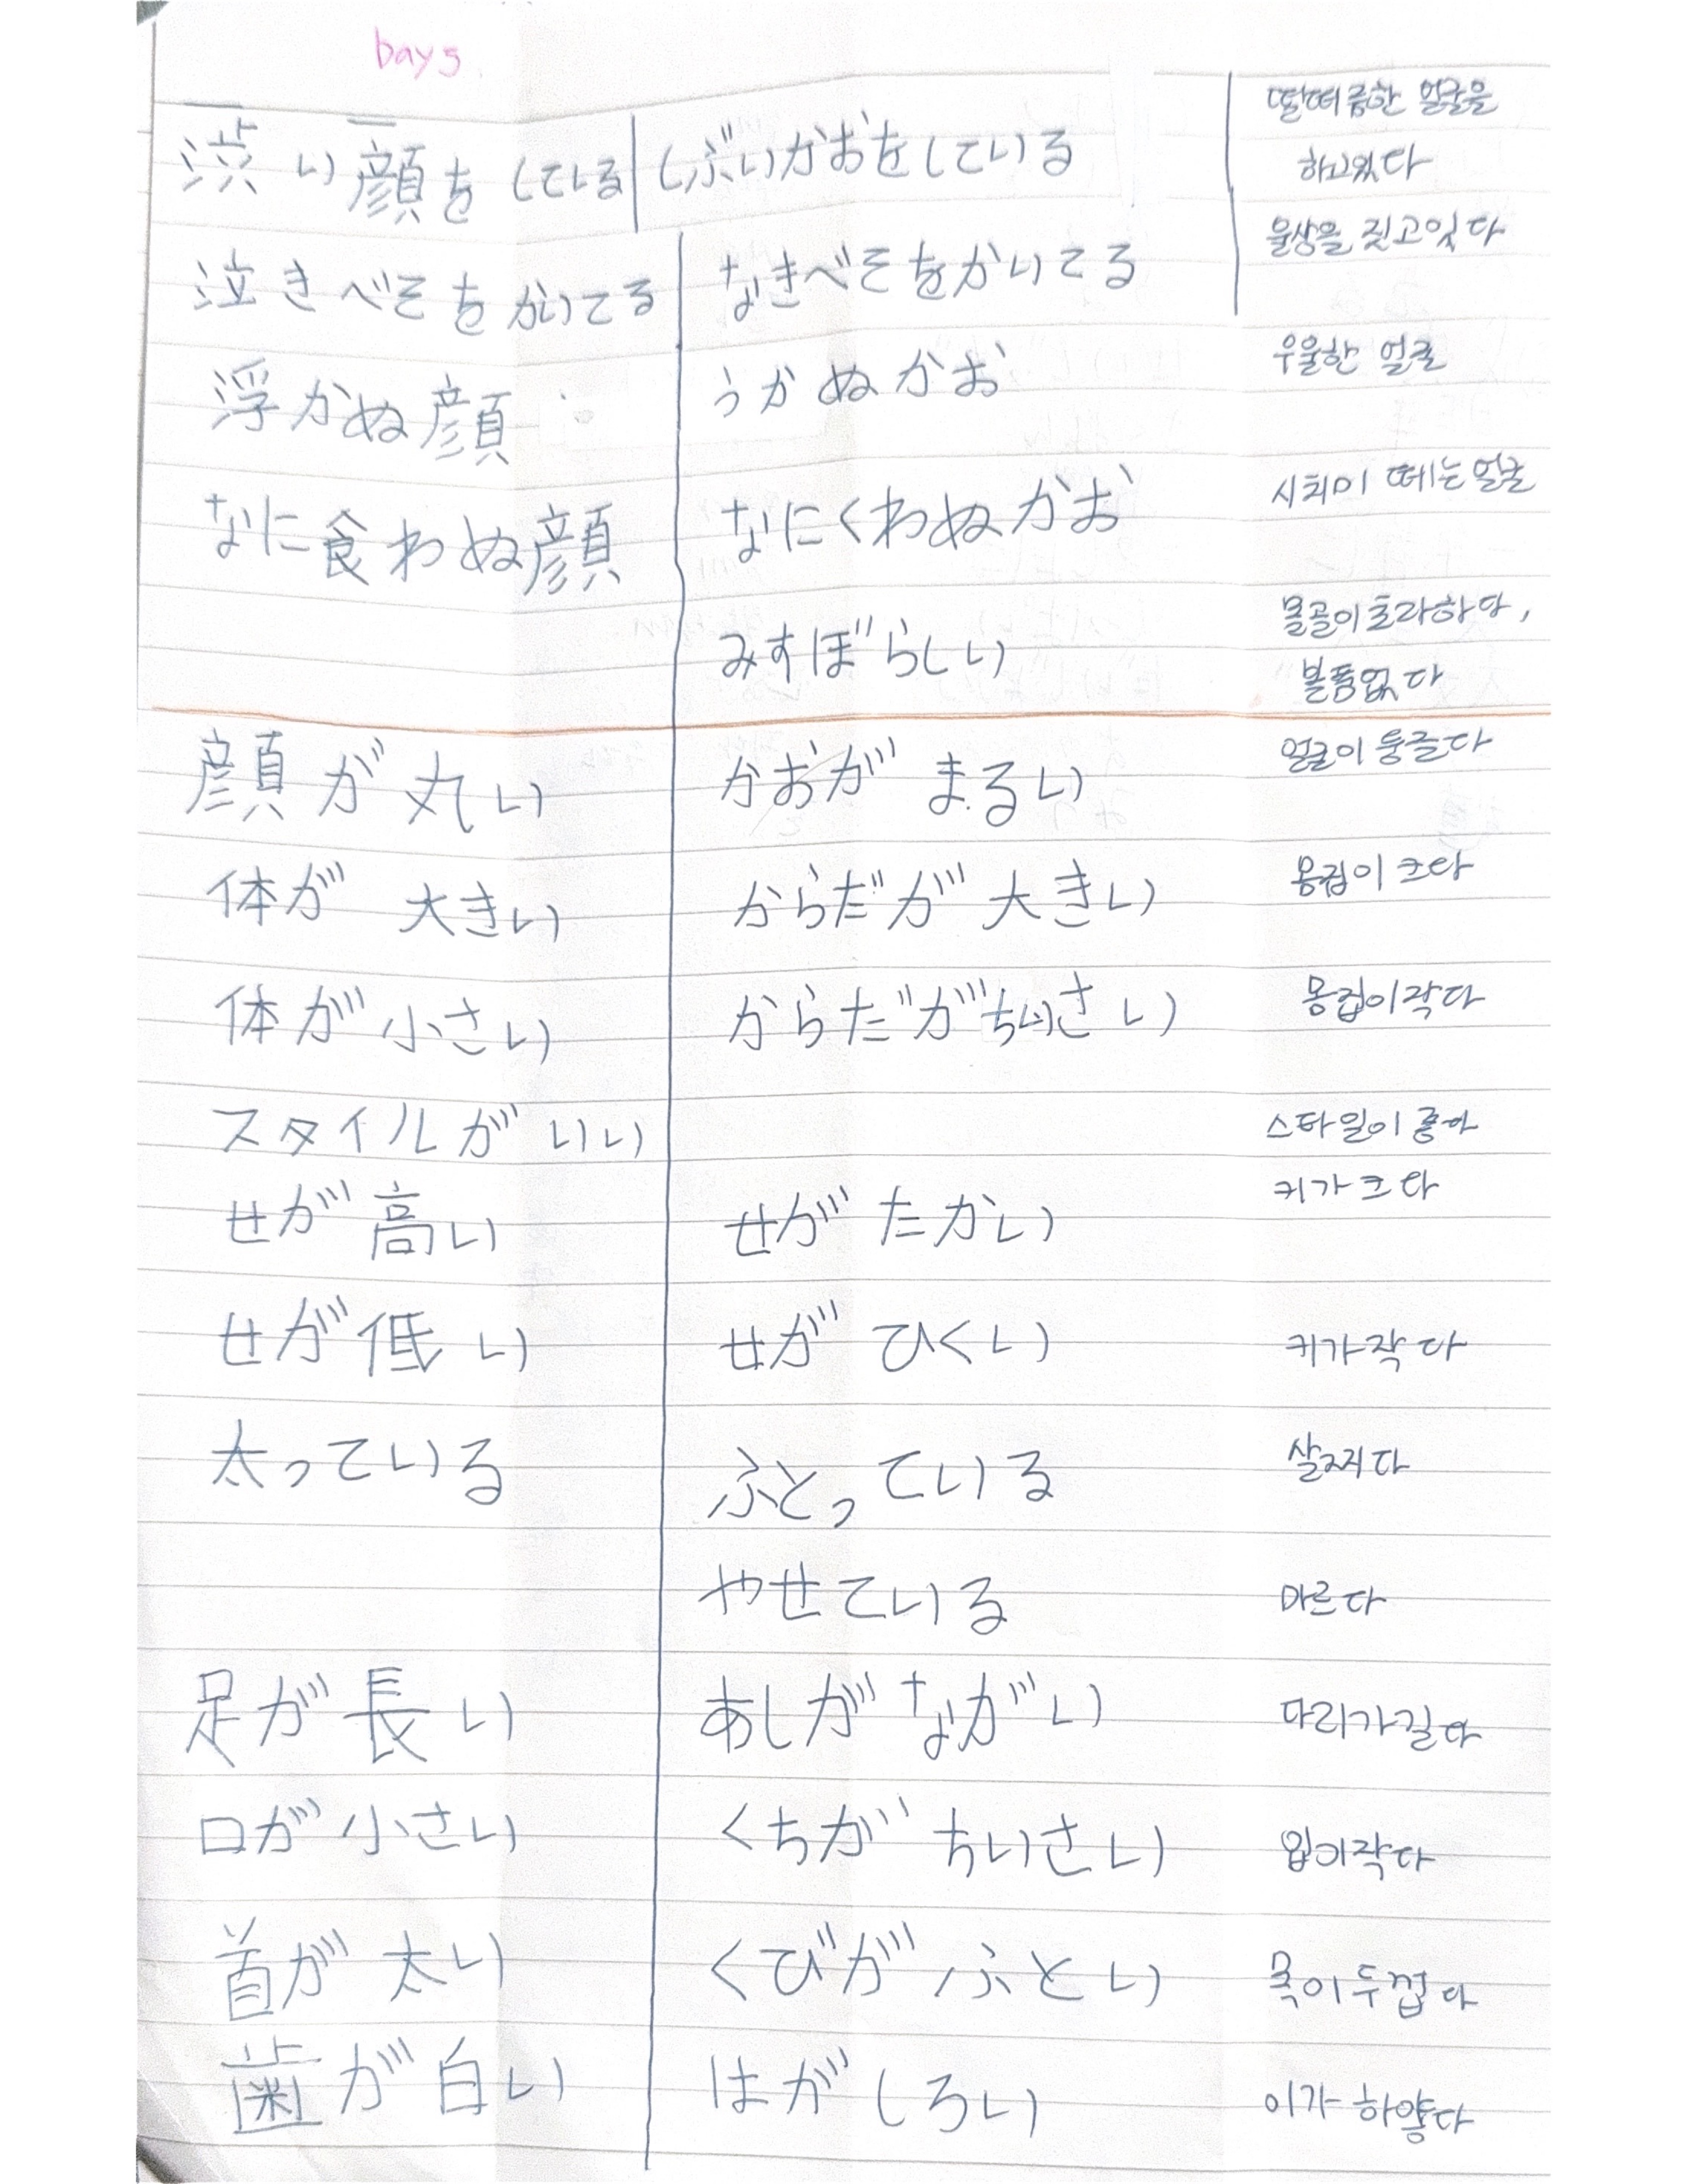 bay 5
渋い顔をしている しぶいかおをしている 떨떠름한 얼굴을
하고있다
泣きべそをかいてる なきべそをかいてる 울상을 짓고잇다
浮かぬ顔 うかぬかお 우울한 얼굴
なに食わぬ顔 なにくわぬかお 시치미 떼는 얼굴
みすぼらしい 몰골이 초라하다,
볼품없다
顔が丸い かおがまるい 얼굴이 둥글다
体が大きい からだが大きい 몸집이 크다
体が小さい からだがちいさい 몸집이작다
スタイルがいい 스타일이 좋아
せが高い せがたかい 키가크다
せが低い せがひくい 키가작다
太っている ふとっている 살찌다
やせている 마르다
足が長い あしがながい 다리가길다
口が小さい くちがちいさい 입이작다
首が太い くびがふとい 목이두껍다
歯が白い はがしろい 이가 하얗다